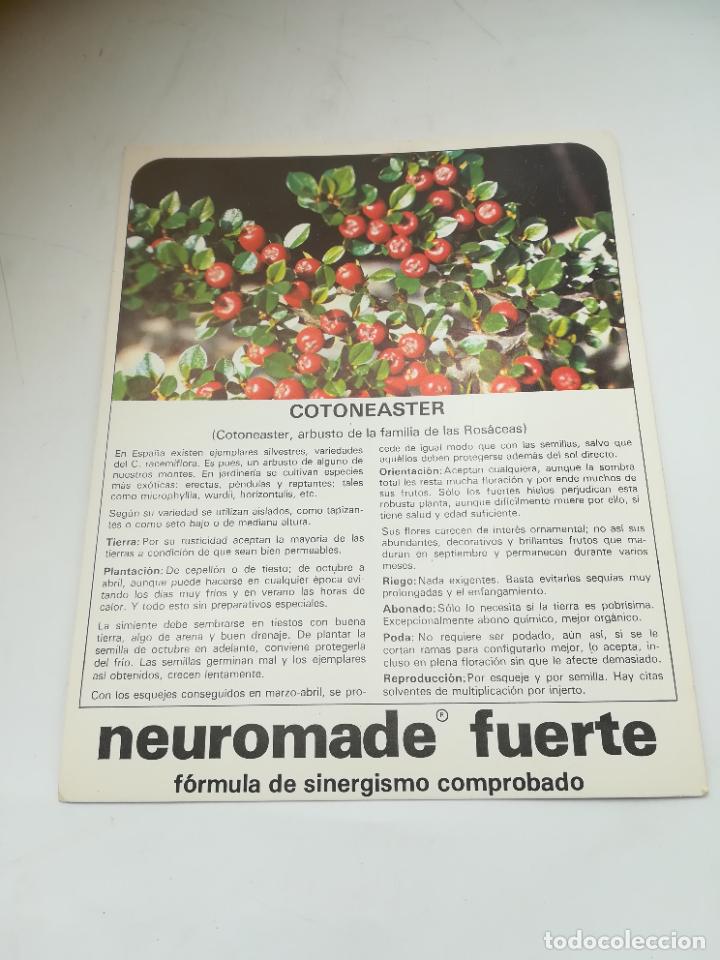 COTONEASTER
(Cotoneaster, arbusto de la familia de las Rosáceas)
En España existen ejemplares silvestres, variedades
del C. racemiflora. Es pues, un arbusto de alguno de
nuestros montes. En jardinería se cultivan especies
más exóticas: erectas, péndulas y reptantes; tales
como microphyllia, wardii, horizontulis, etc.
Según su variedad se utilizan aislados, como tapizan-
tes o como seto bajo o de mediana altura.
Tierra: Por su rusticidad aceptan la mayoría de las
tierras a condición de que sean bien permeables.
Plantación: De cepellón o de tiesto; de octubre a
abril, aunque puede hacerse en cualquier época evi-
tando los días muy fríos y en verano las horas de
calor. Y todo esto sin preparativos especiales.
La simiente debe sembrarse en tiestos con buena
tierra, algo de arena y buen drenaje. De plantar la
semilla de octubre en adelante, conviene protegerla
del frío. Las semillas germinan mal y los ejemplares
así obtenidos, crecen lentamente.
Con los esquejes conseguidos en marzo-abril, se pro-
cede de igual modo que con las semillas, salvo que
aquéllos deben protegerse además del sol directo.
Orientación: Aceptan cualquiera, aunque la sombra
total les resta mucha floración y por ende muchos de
sus frutos. Sólo los fuertes hielos perjudican esta
robusta planta, aunque difícilmente muere por ello, si
tiene salud y edad suficiente.
Sus flores carecen de interés ornamental; no así sus
abundantes, decorativos y brillantes frutos que ma-
duran en septiembre y permanecen durante varios
meses.
Riego: Nada exigentes. Basta evitarles sequías muy
prolongadas y el enfangamiento.
Abonado: Sólo lo necesita si la tierra es pobrísima.
Excepcionalmente abono químico, mejor orgánico.
Poda: No requiere ser podado, aún así, si se le
cortan ramas para configurarlo mejor, lo acepta, in-
cluso en plena floración sin que le afecte demasiado.
Reproducción: Por esqueje y por semilla. Hay citas
solventes de multiplicación por injerto.
neuromade® fuerte
fórmula de sinergismo comprobado
todocoleccion
todocoleccion.net